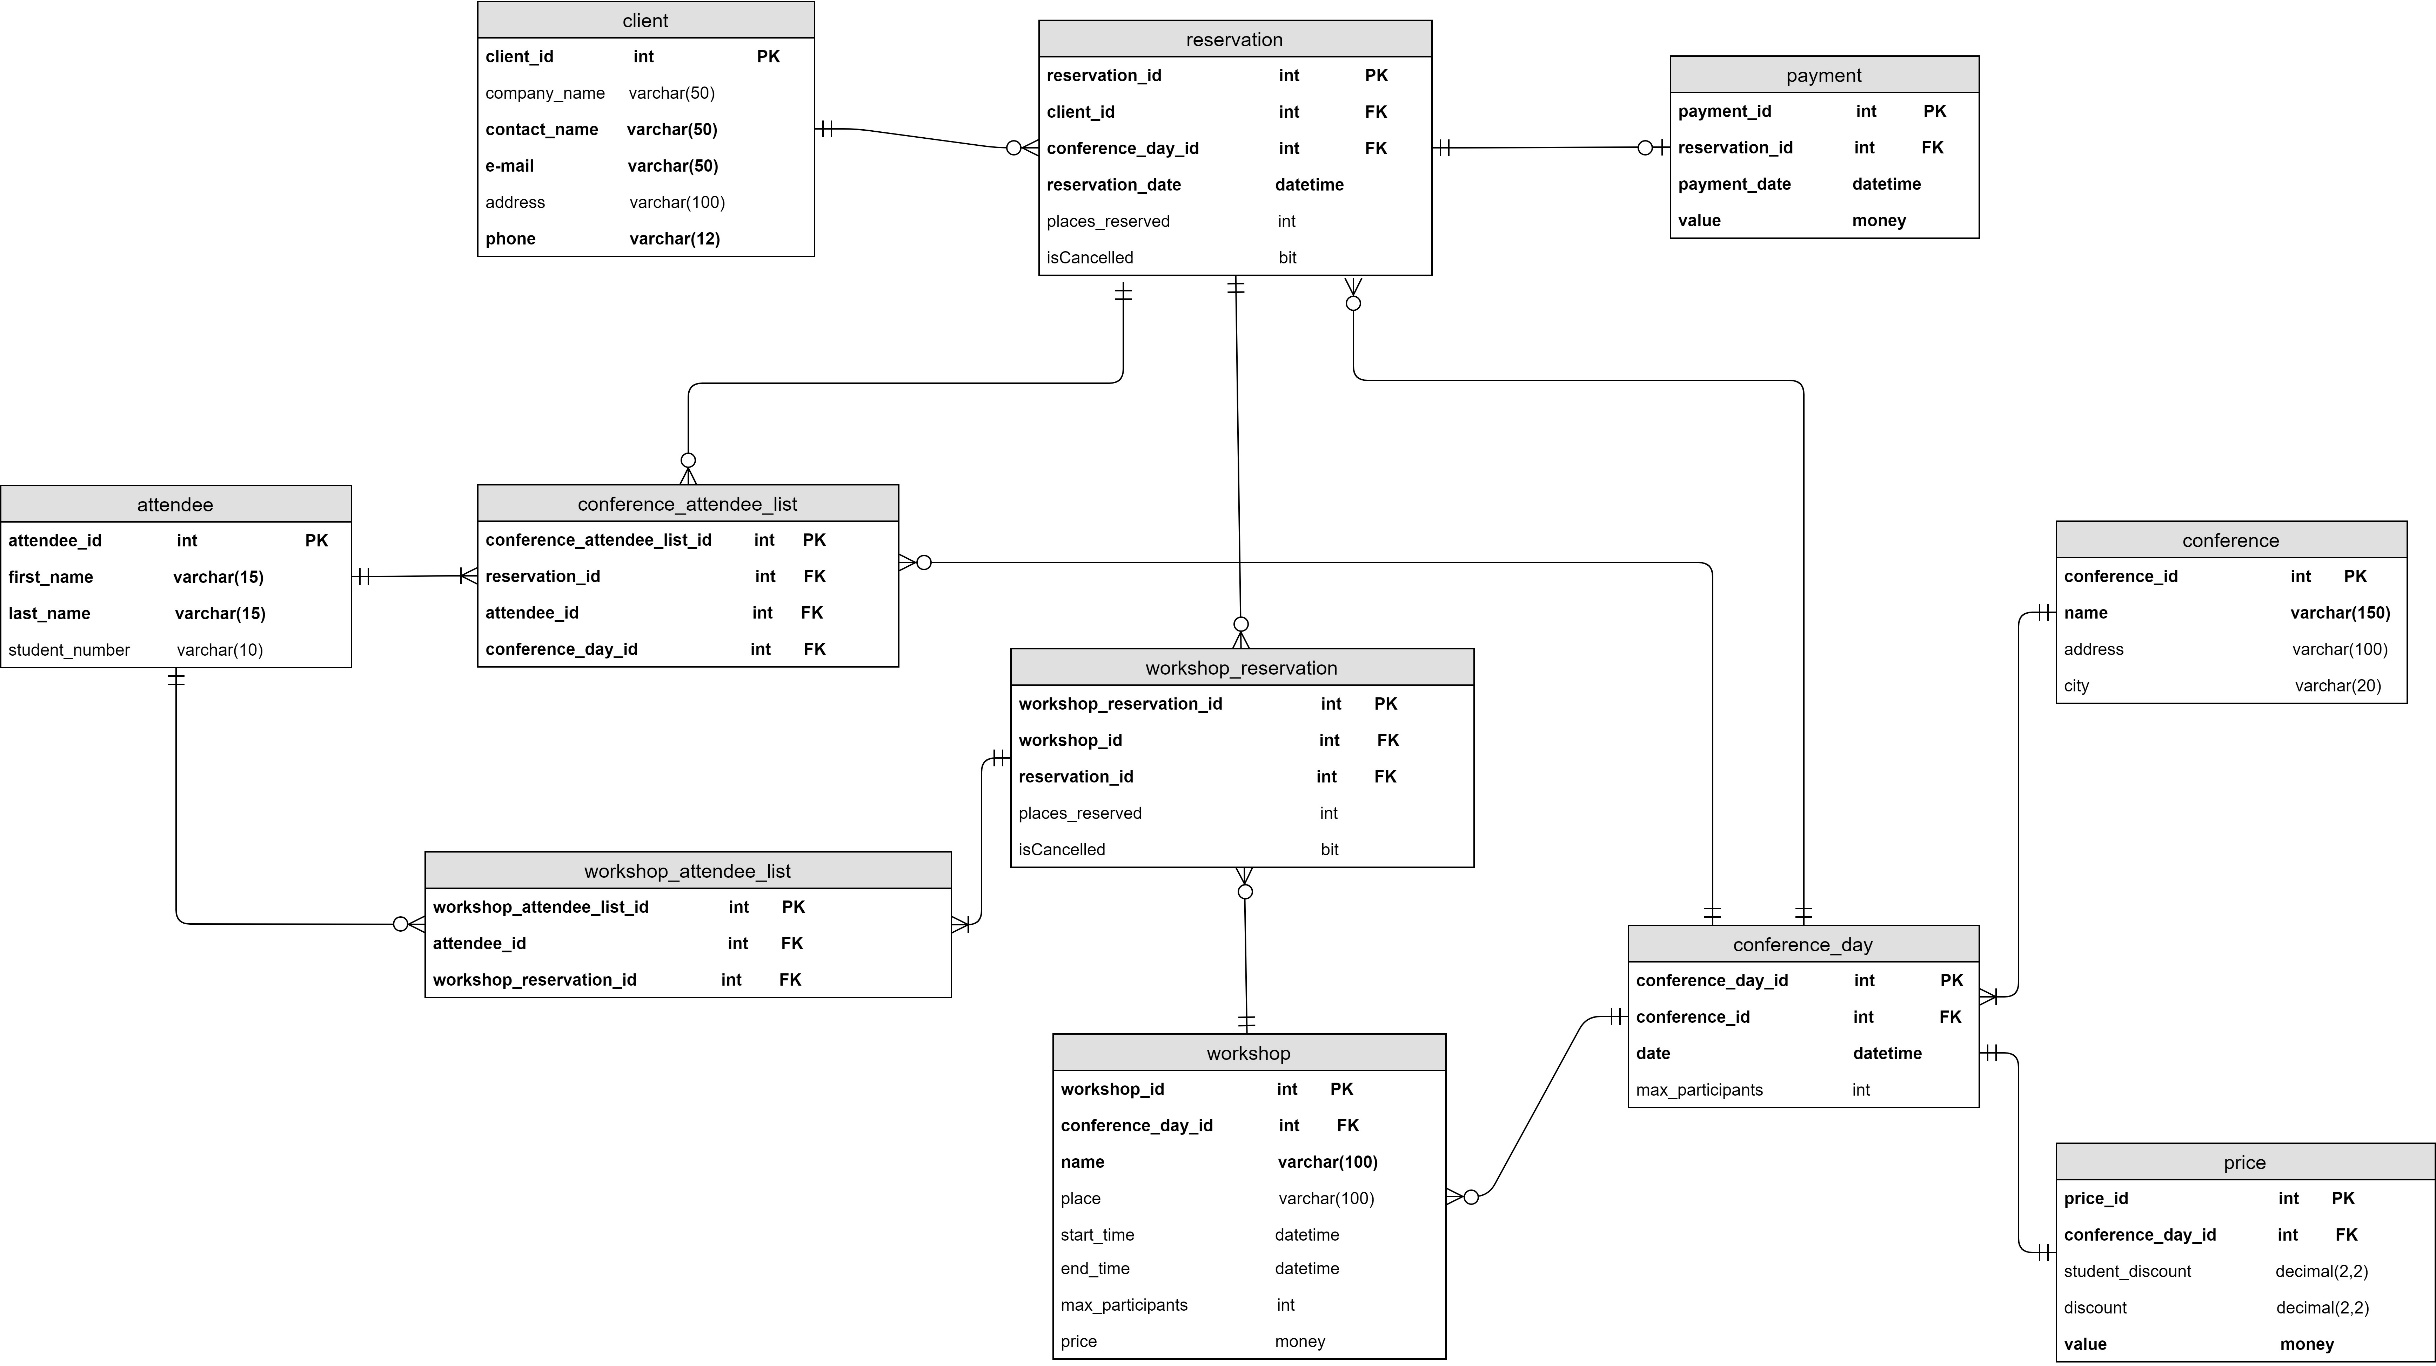 client
client_id int PK
company_name varchar(50)
contact_name varchar(50)
e-mail varchar(50)
address varchar(100)
phone varchar(12)
reservation
reservation_id int PK
client_id int FK
conference_day_id int FK
reservation_date datetime
places_reserved int
isCancelled bit
payment
payment_id int PK
reservation_id int FK
payment_date datetime
value money
attendee
attendee_id int PK
first_name varchar(15)
last_name varchar(15)
student_number varchar(10)
conference_attendee_list
conference_attendee_list_id int PK
reservation_id int FK
attendee_id int FK
conference_day_id int FK
conference
conference_id int PK
name varchar(150)
address varchar(100)
city varchar(20)
workshop_reservation
workshop_reservation_id int PK
workshop_id int FK
reservation_id int FK
places_reserved int
isCancelled bit
workshop_attendee_list
workshop_attendee_list_id int PK
attendee_id int FK
workshop_reservation_id int FK
conference_day
conference_day_id int PK
conference_id int FK
date datetime
max_participants int
workshop
workshop_id int PK
conference_day_id int FK
name varchar(100)
place varchar(100)
start_time datetime
end_time datetime
max_participants int
price money
price
price_id int PK
conference_day_id int FK
student_discount decimal(2,2)
discount decimal(2,2)
value money